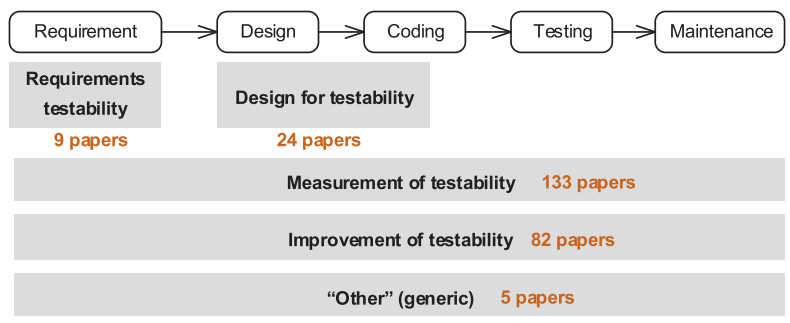 Requirement
Design
Coding
Testing
Maintenance
Requirements
testability
9 papers
Design for testability
24 papers
Measurement of testability 133 papers
Improvement of testability 82 papers
“Other” (generic) 5 papers